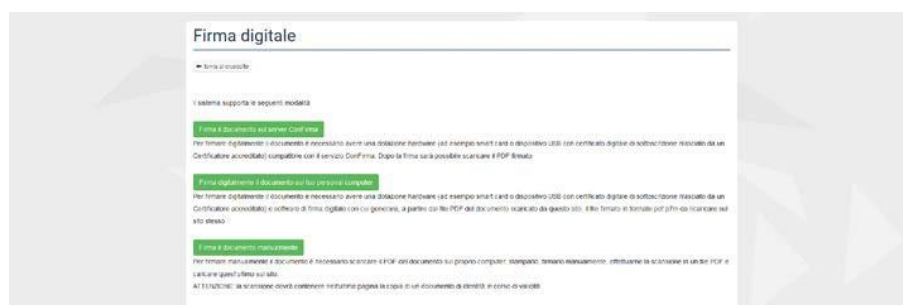 Firma digitale
torna al cruscotto
Il sistema supporta le seguenti modalità
Firma il documento sul server ConFirma
Per firmare digitalmente il documento è necessario avere una dotazione hardware (ad esempio smart card o dispositivo USB con certificato digitale di sottoscrizione rilasciato da un
Certificatore accreditato) compatibile con il servizio ConFirma. Dopo la firma sarà possibile scaricare il PDF firmato
Firma digitalmente il documento sul tuo personal computer
Per firmare digitalmente il documento è necessario avere una dotazione hardware (ad esempio smart card o dispositivo USB con certificato digitale di sottoscrizione rilasciato da un
Certificatore accreditato) e software di firma digitale con cui generare, a partire dal file PDF del documento scaricato da questo sito, il file firmato in formato pdf.p7m da ricaricare sul
sito stesso
Firma il documento manualmente
Per firmare manualmente il documento è necessario scaricare il PDF del documento sul proprio computer, stamparlo, firmarlo manualmente, effettuarne la scansione in un file PDF e
caricare quest'ultimo sul sito.
ATTENZIONE: la scansione dovrà contenere nell'ultima pagina la copia di un documento di identità in corso di validità